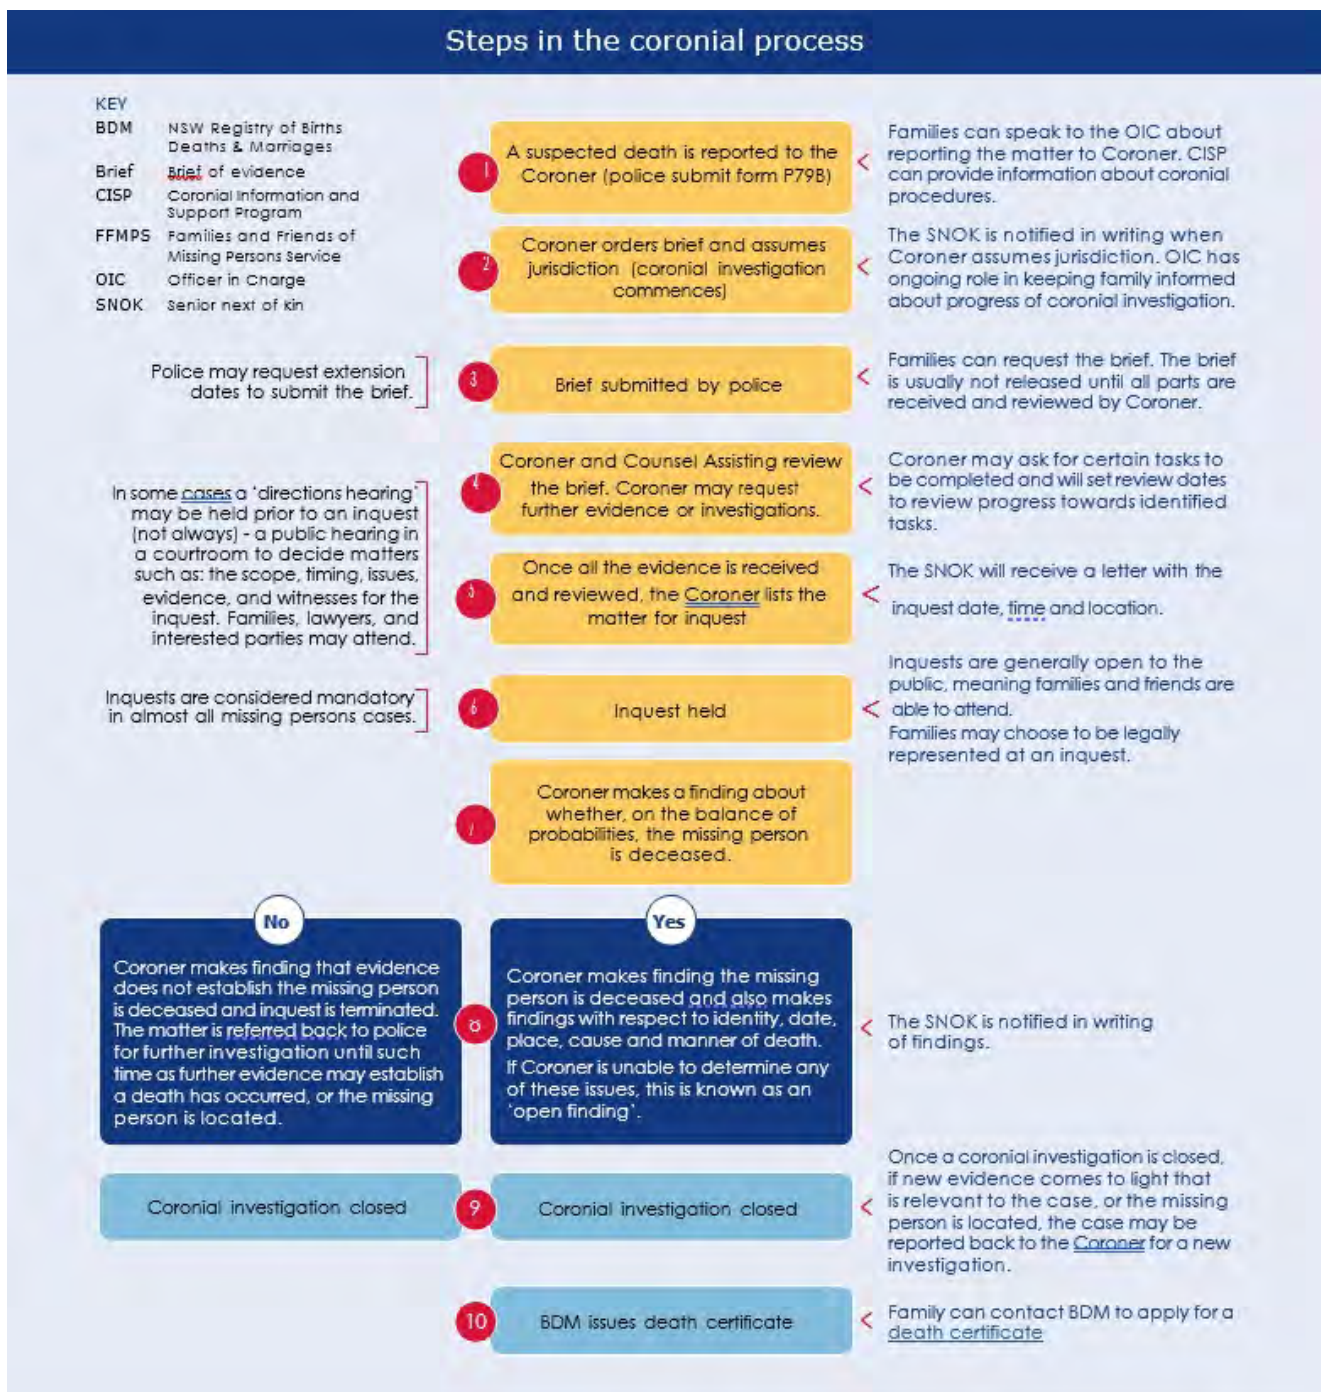 Steps in the coronial process
KEY
BDM NSW Registry of Births
Deaths & Marriages
Brief Brief of evidence
CISP Coronial Information and
Support Program
FFMPS Families and Friends of
Missing Persons Service
OIC Officer in Charge
SNOK Senior next of kin
1
A suspected death is reported to the
Coroner (police submit form P79B)
Families can speak to the OIC about
reporting the matter to Coroner. CISP
can provide information about coronial
procedures.
2
Coroner orders brief and assumes
jurisdiction (coronial investigation
commences)
The SNOK is notified in writing when
Coroner assumes jurisdiction. OIC has
ongoing role in keeping family informed
about progress of coronial investigation.
Police may request extension
dates to submit the brief.
3
Brief submitted by police
Families can request the brief. The brief
is usually not released until all parts are
received and reviewed by Coroner.
In some cases a 'directions hearing'
may be held prior to an inquest
(not always) - a public hearing in
a courtroom to decide matters
such as: the scope, timing, issues,
evidence, and witnesses for the
inquest. Families, lawyers, and
interested parties may attend.
4
Coroner and Counsel Assisting review
the brief. Coroner may request
further evidence or investigations.
Coroner may ask for certain tasks to
be completed and will set review dates
to review progress towards identified
tasks.
5
Once all the evidence is received
and reviewed, the Coroner lists the
matter for inquest
The SNOK will receive a letter with the
inquest date, time and location.
Inquests are considered mandatory
in almost all missing persons cases.
6
Inquest held
Inquests are generally open to the
public, meaning families and friends are
able to attend.
Families may choose to be legally
represented at an inquest.
7
Coroner makes a finding about
whether, on the balance of
probabilities, the missing person
is deceased.
No
Coroner makes finding that evidence
does not establish the missing person
is deceased and inquest is terminated.
The matter is referred back to police
for further investigation until such
time as further evidence may establish
a death has occurred, or the missing
person is located.
8
Yes
Coroner makes finding the missing
person is deceased and also makes
findings with respect to identity, date,
place, cause and manner of death.
If Coroner is unable to determine any
of these issues, this is known as an
'open finding'.
The SNOK is notified in writing
of findings.
Coronial investigation closed
9
Coronial investigation closed
Once a coronial investigation is closed,
if new evidence comes to light that
is relevant to the case, or the missing
person is located, the case may be
reported back to the Coroner for a new
investigation.
10
BDM issues death certificate
Family can contact BDM to apply for a
death certificate